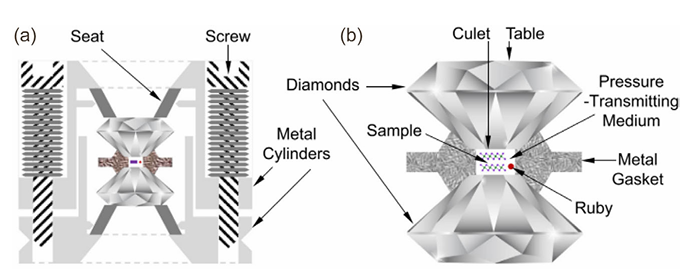 (a)
Seat
Screw
Metal
Cylinders
(b)
Culet
Table
Diamonds
Pressure
-Transmitting
Medium
Sample
Metal
Gasket
Ruby